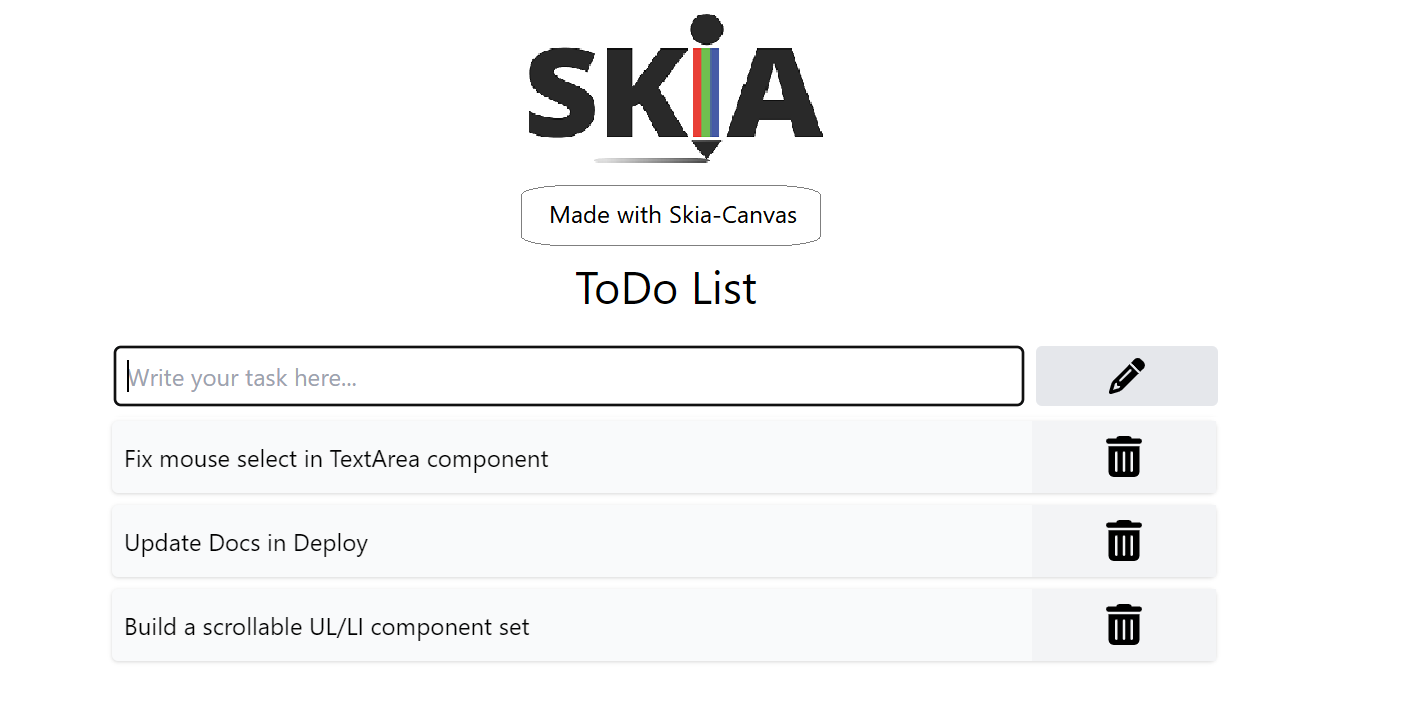 SKiA
Made with Skia-Canvas
ToDo List
Write your task here...
Fix mouse select in TextArea component
Update Docs in Deploy
Build a scrollable UL/LI component set